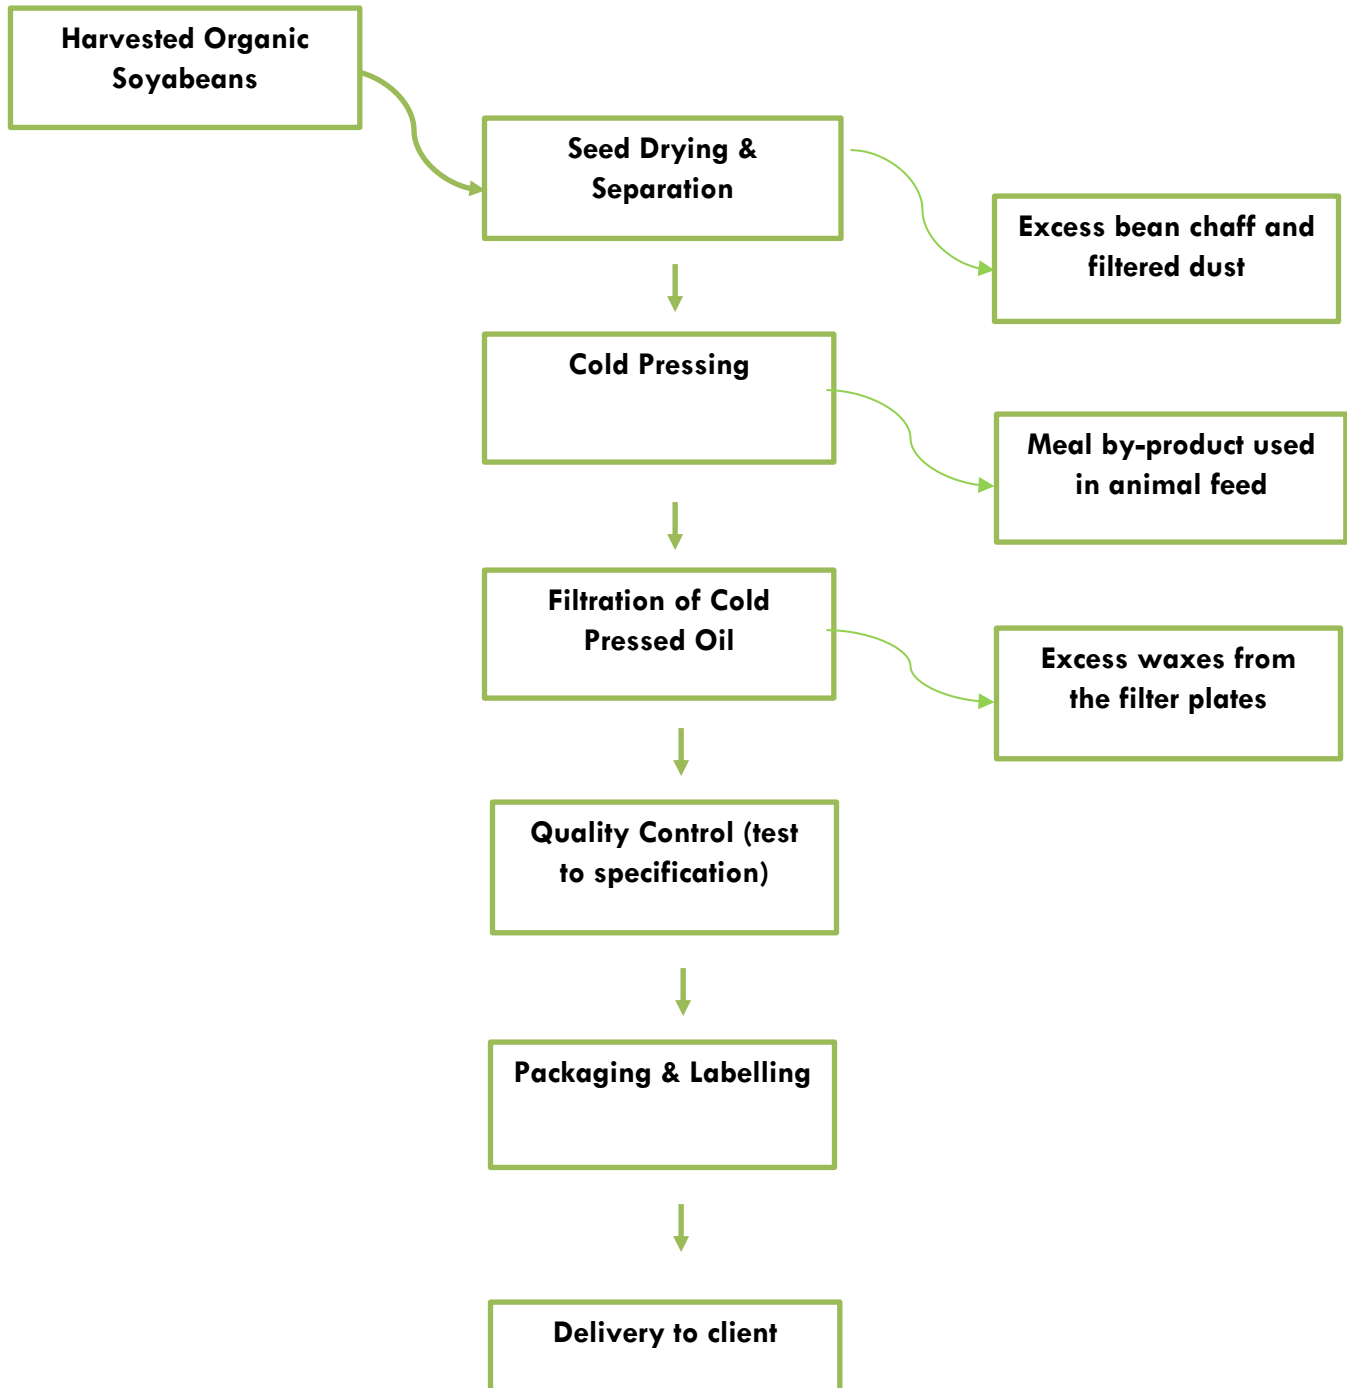 Harvested Organic
Soyabeans
Seed Drying &
Separation
Excess bean chaff and
filtered dust
Cold Pressing
Meal by-product used
in animal feed
Filtration of Cold
Pressed Oil
Excess waxes from
the filter plates
Quality Control (test
to specification)
Packaging & Labelling
Delivery to client